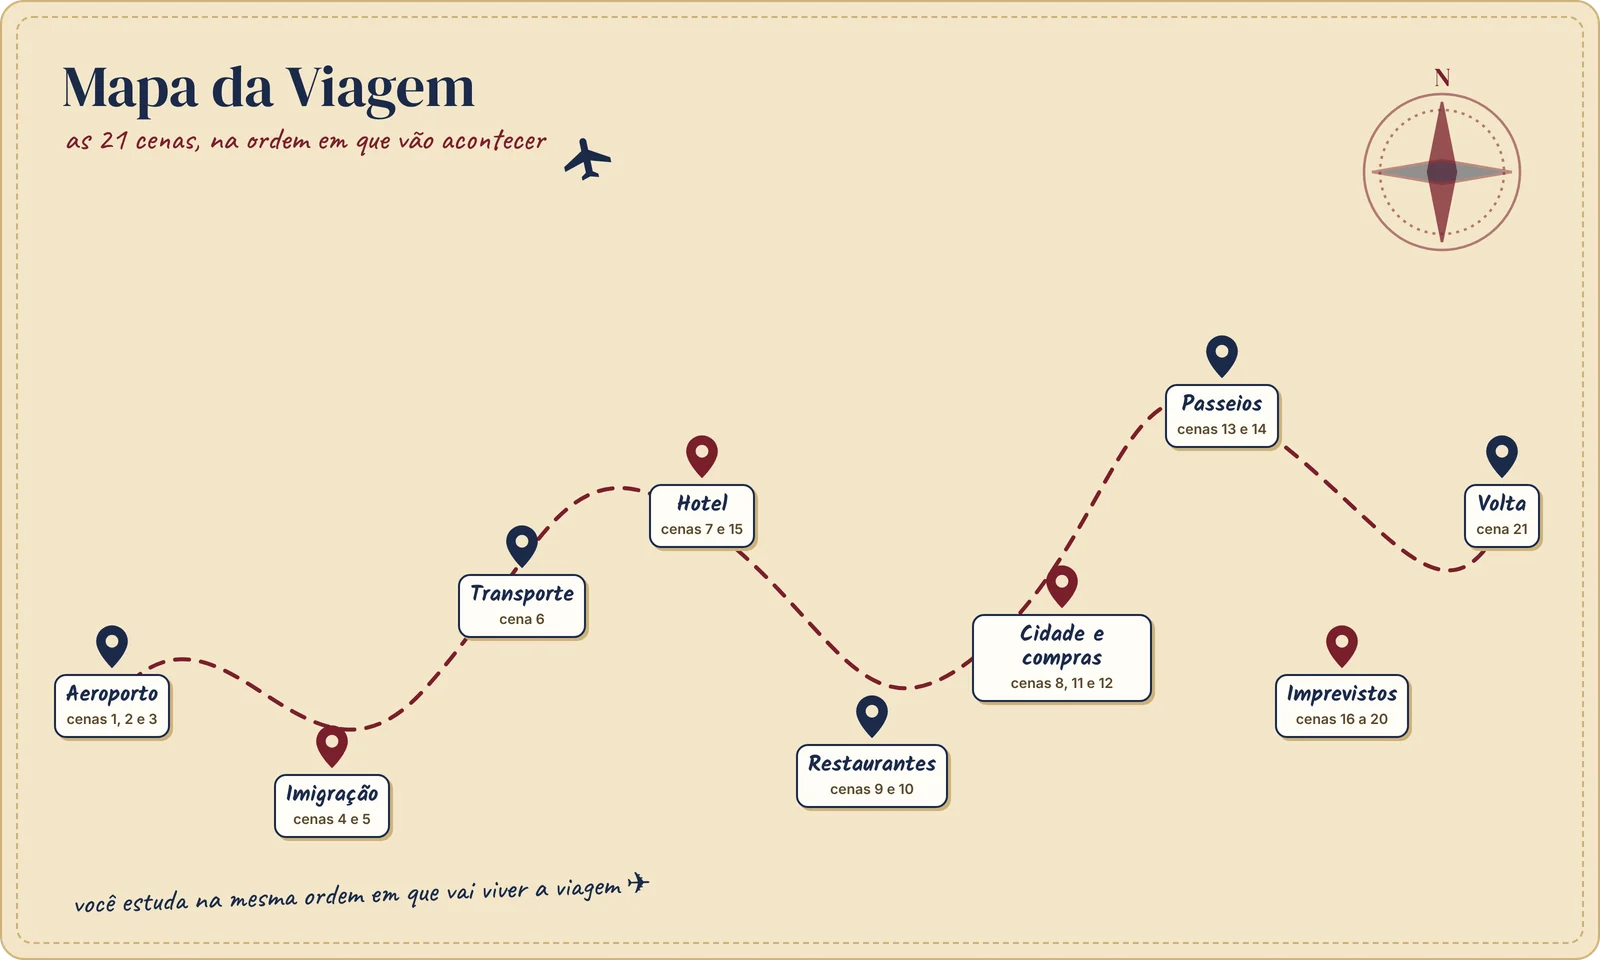 Mapa da Viagem
as 21 cenas, na ordem em que vão acontecer
N
Passeios
cenas 13 e 14
Hotel
cenas 7 e 15
Volta
cena 21
Transporte
cena 6
Cidade e
compras
cenas 8, 11 e 12
Aeroporto
cenas 1, 2 e 3
Imprevistos
cenas 16 a 20
Restaurantes
cenas 9 e 10
Imigração
cenas 4 e 5
você estuda na mesma ordem em que vai viver a viagem ✈